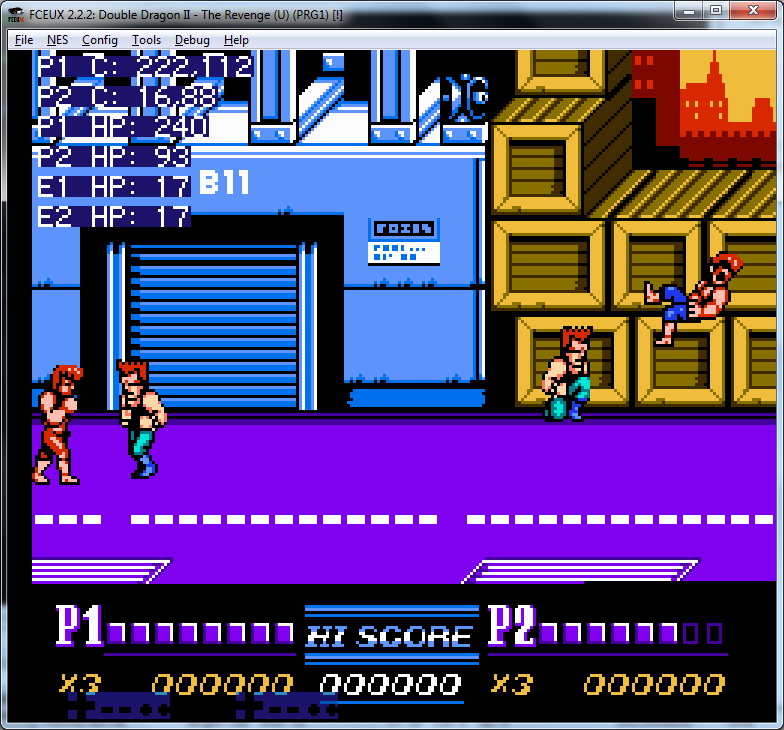 FCEUX 2.2.2: Double Dragon II - The Revenge (U) (PRG1) [!]
File NES Config Tools Debug Help
P1 C: 222,112
P2 C: 16,88
P1 HP: 240
P2 HP: 93
E1 HP: 17
E2 HP: 17
B11
P1 HI SCORE P2
X3 000000 000000 X3 000000